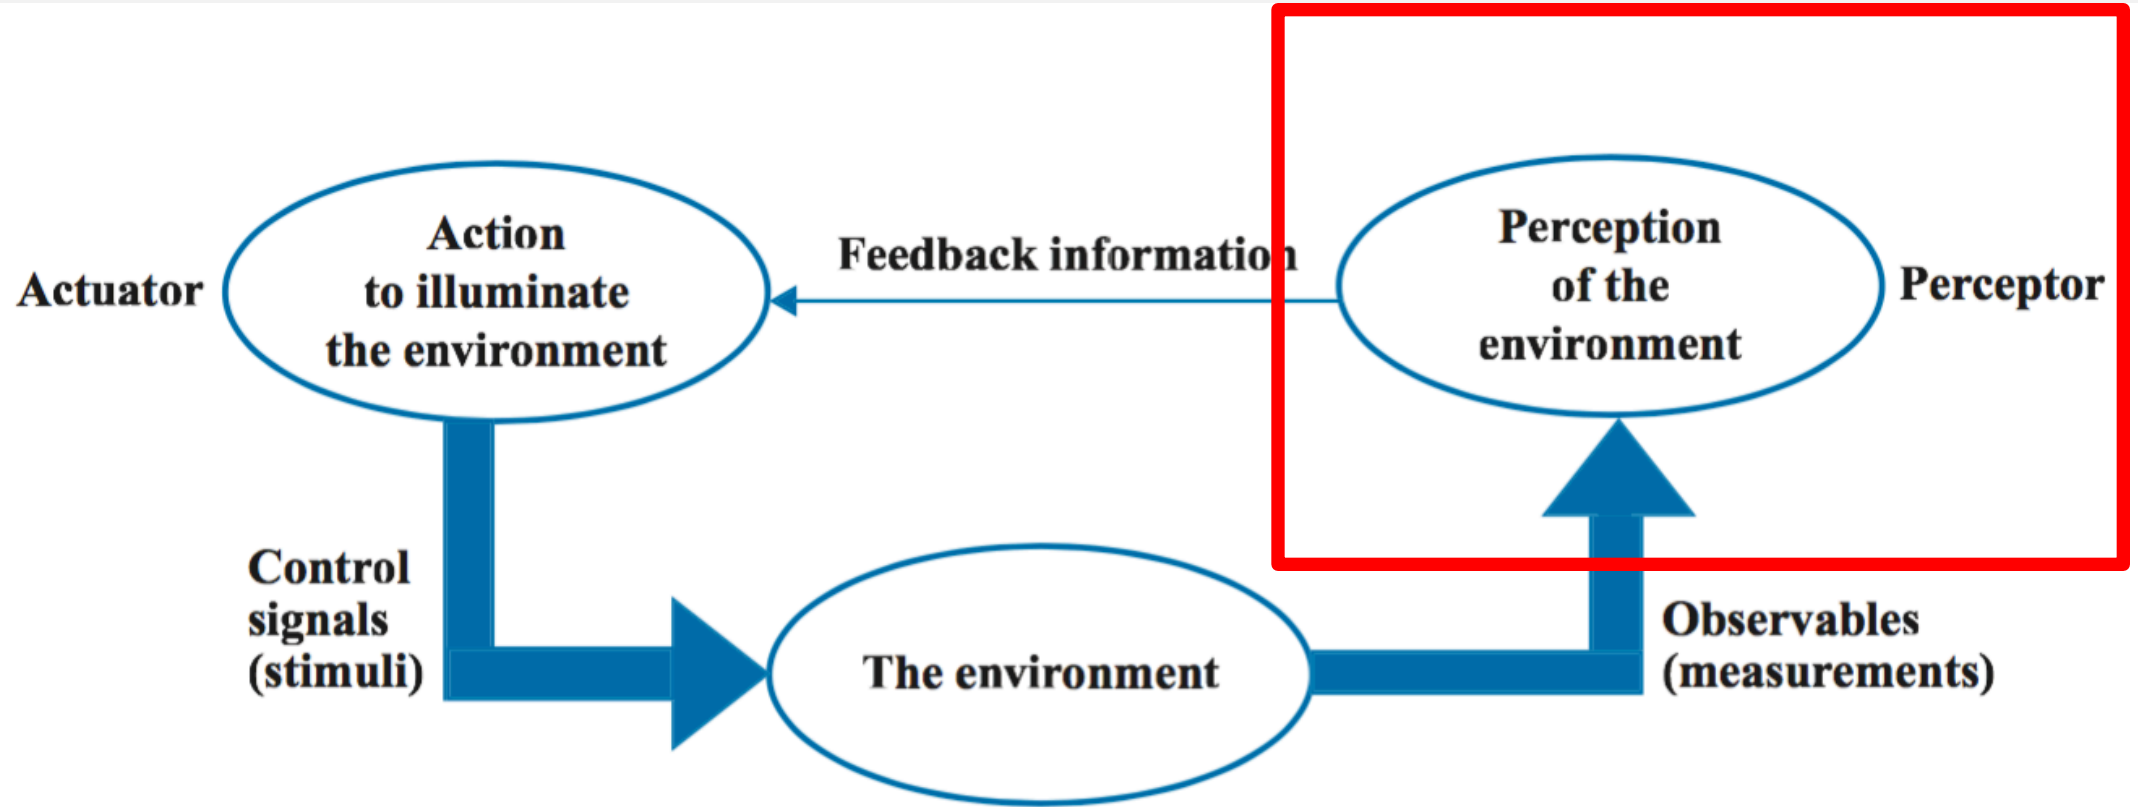 Actuator
Action
to illuminate
the environment
Feedback information
Perception
of the
environment
Perceptor
Control
signals
(stimuli)
The environment
Observables
(measurements)